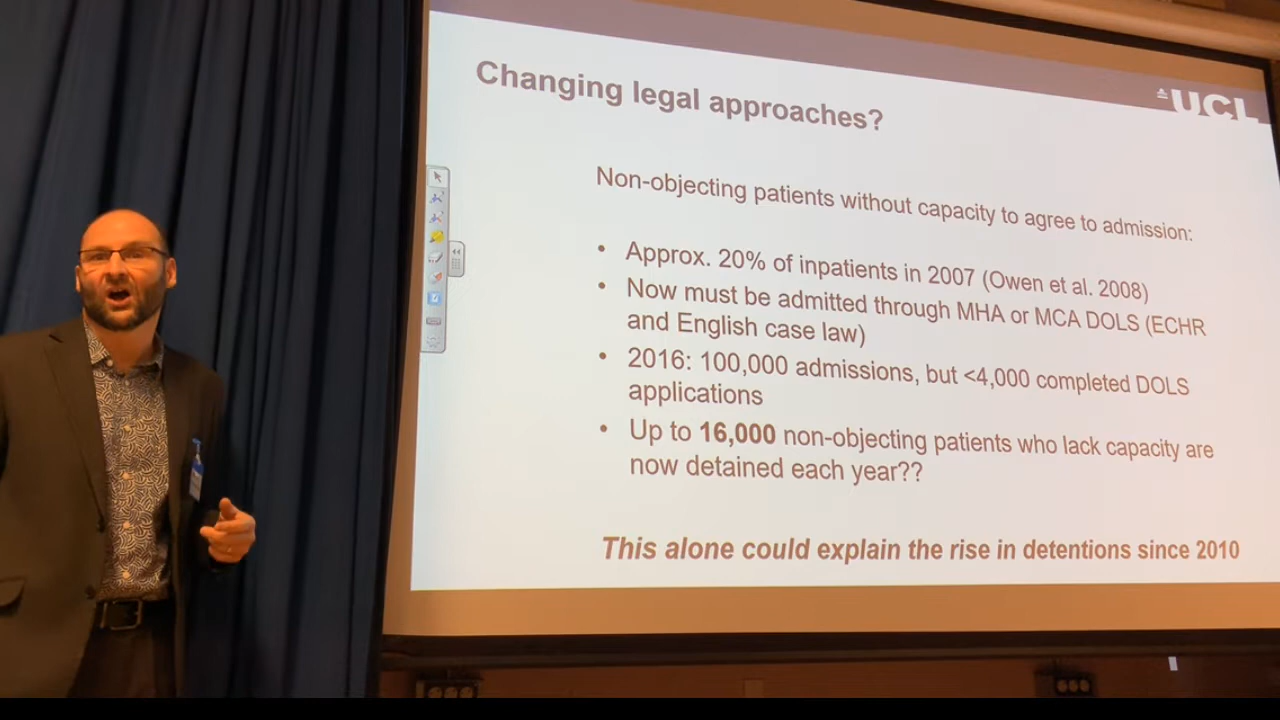 Changing legal approaches?
UCL
Non-objecting patients without capacity to agree to admission:
• Approx. 20% of inpatients in 2007 (Owen et al. 2008)
• Now must be admitted through MHA or MCA DOLS (ECHR
and English case law)
• 2016: 100,000 admissions, but <4,000 completed DOLS
applications
• Up to 16,000 non-objecting patients who lack capacity are
now detained each year??
This alone could explain the rise in detentions since 2010